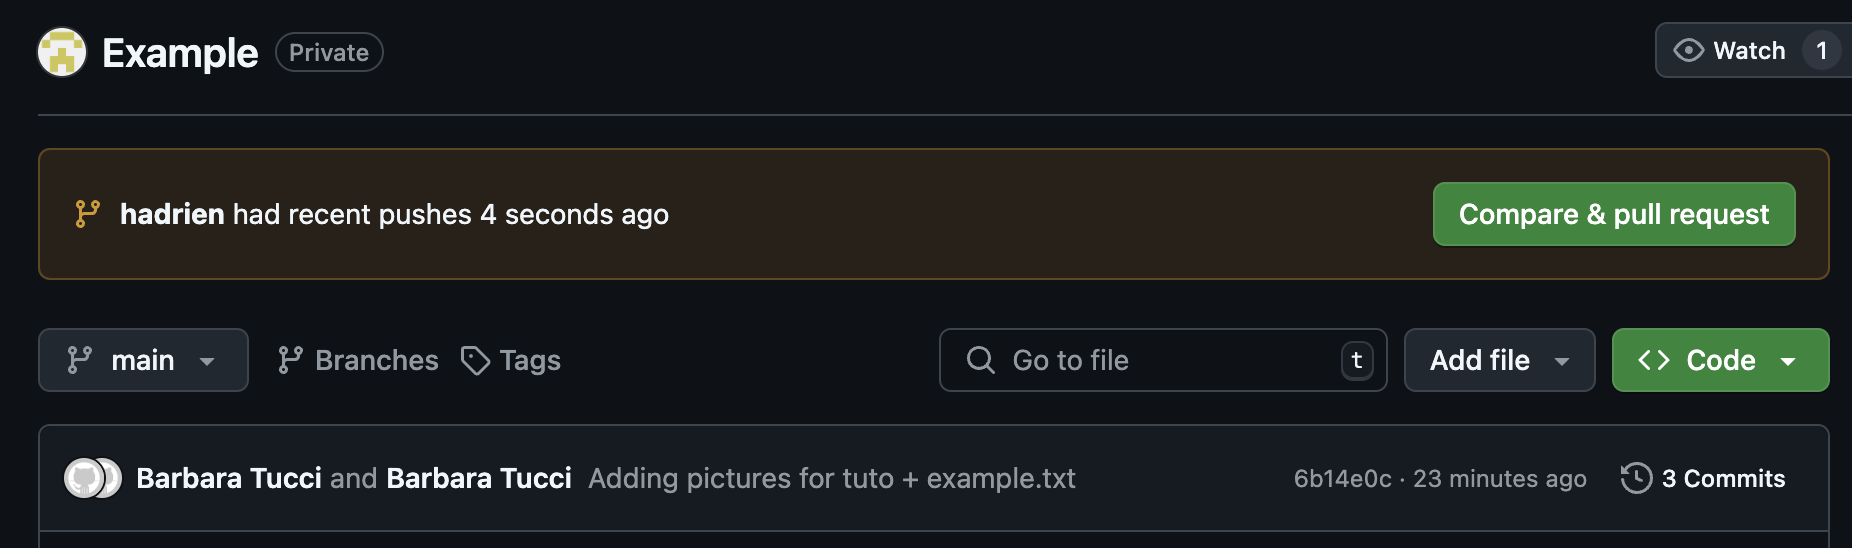 Example Private
Watch 1
hadrien had recent pushes 4 seconds ago
Compare & pull request
main Branches Tags
Go to file t
Add file
<> Code
Barbara Tucci and Barbara Tucci Adding pictures for tuto + example.txt
6b14e0c · 23 minutes ago
3 Commits